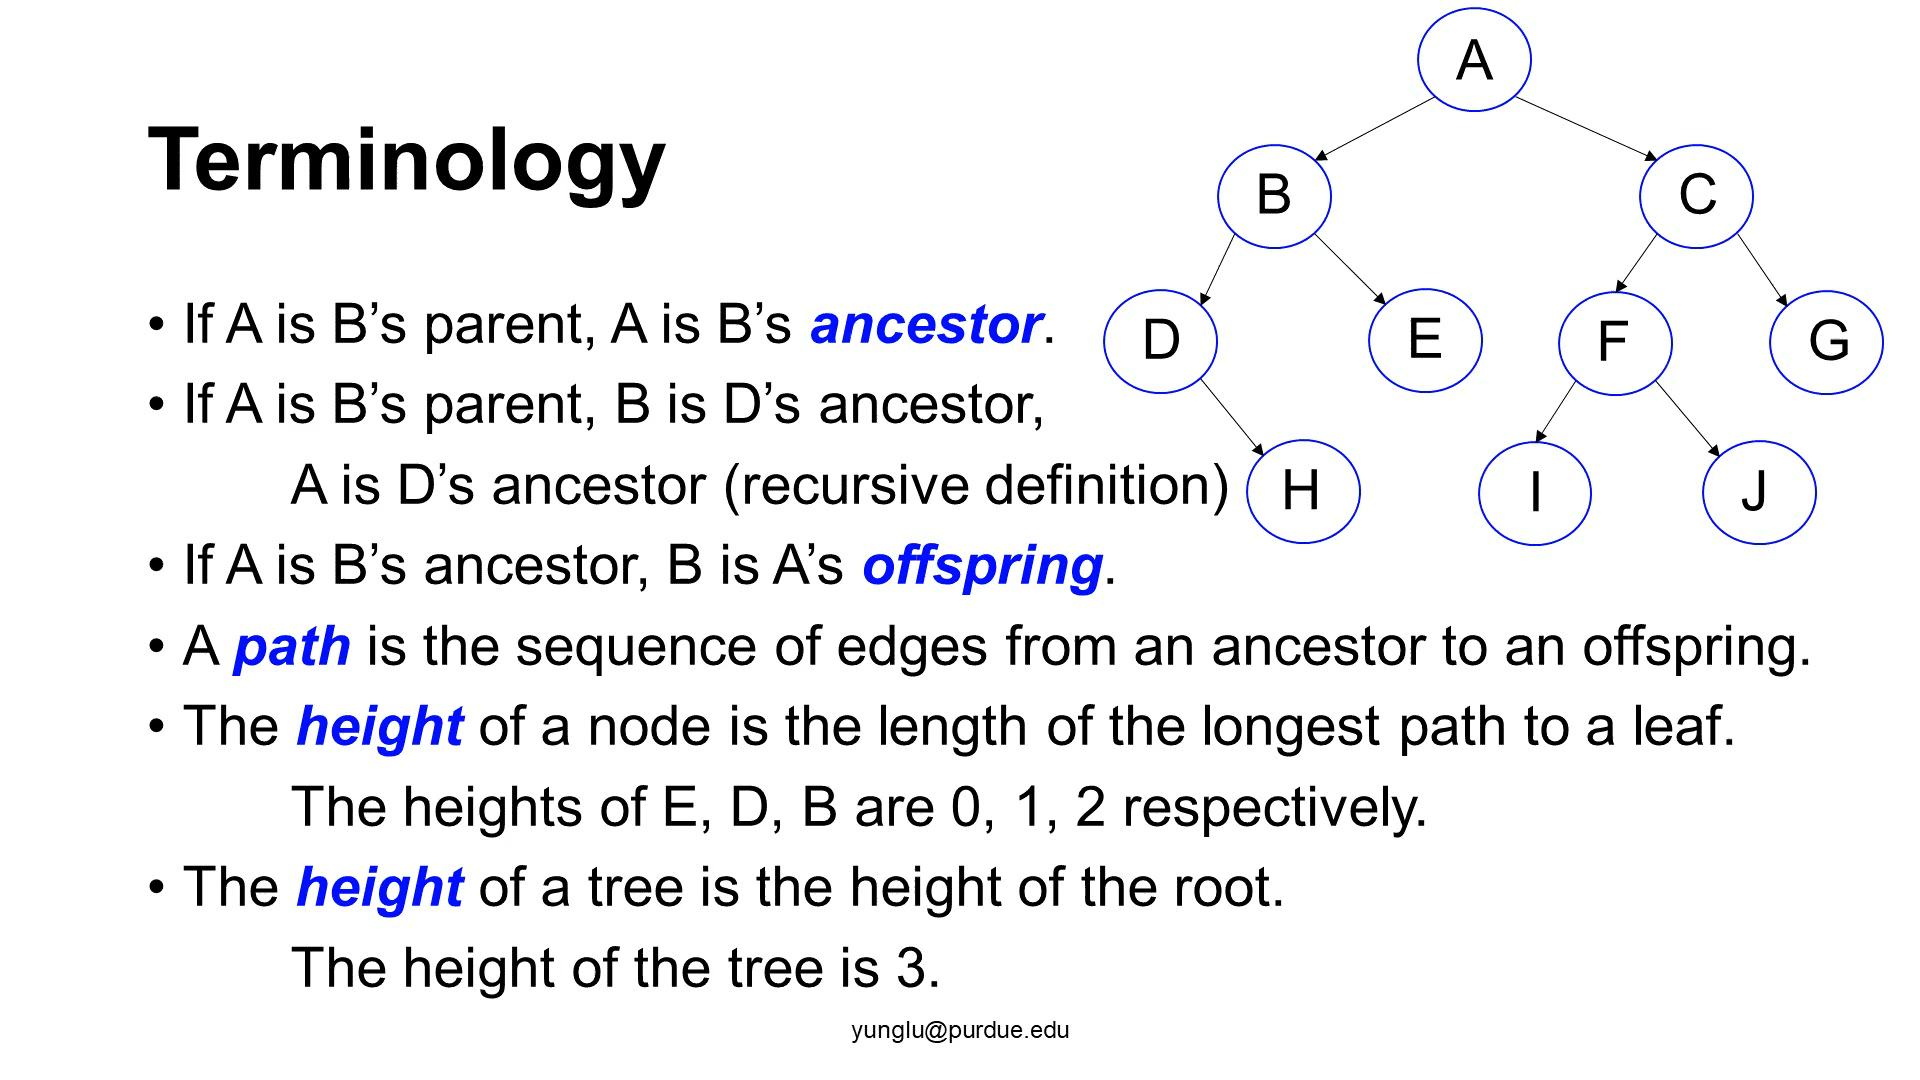 Terminology
• If A is B’s parent, A is B’s ancestor.
• If A is B’s parent, B is D’s ancestor,
A is D’s ancestor (recursive definition)
• If A is B’s ancestor, B is A’s offspring.
• A path is the sequence of edges from an ancestor to an offspring.
• The height of a node is the length of the longest path to a leaf.
The heights of E, D, B are 0, 1, 2 respectively.
• The height of a tree is the height of the root.
The height of the tree is 3.
A
B C
D E F G
H I J
yunglu@purdue.edu